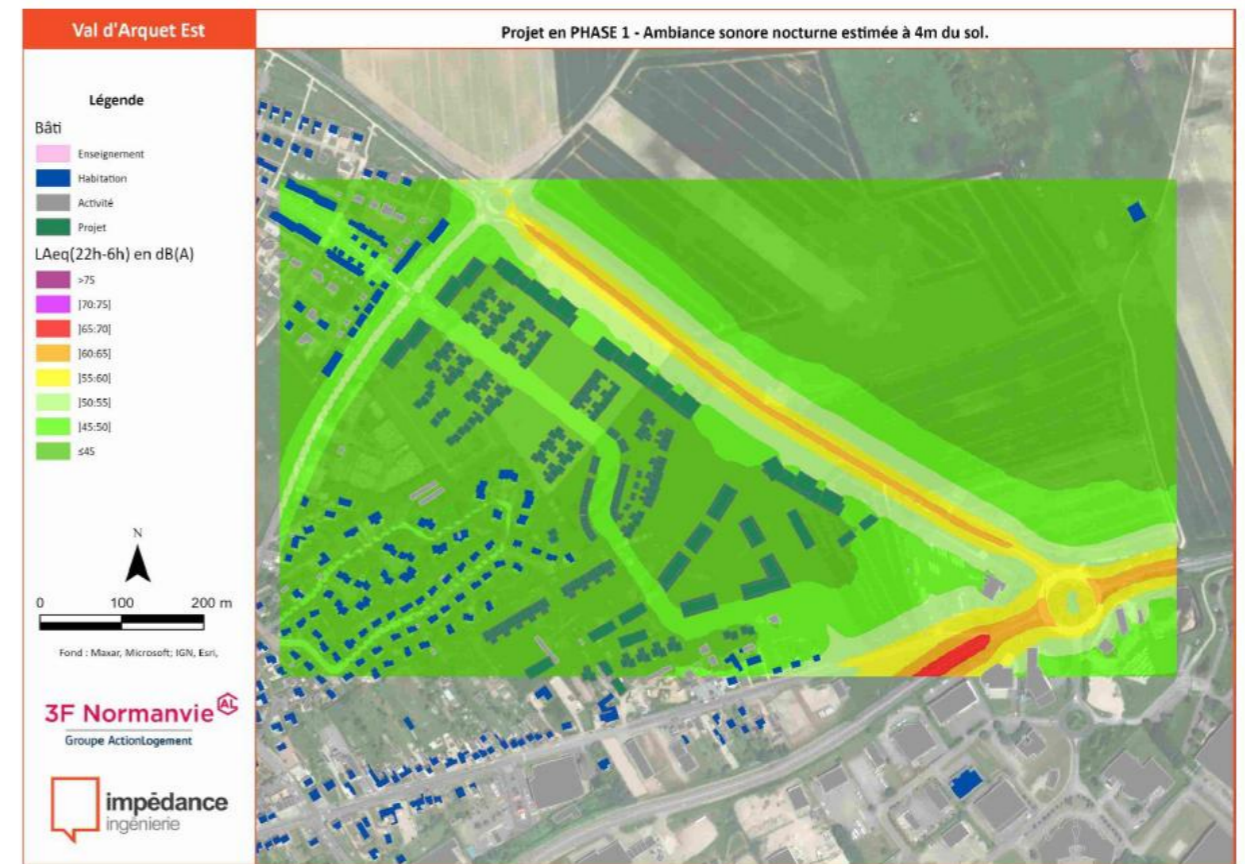 Val d'Arquet Est
Projet en PHASE 1 - Ambiance sonore nocturne estimée à 4m du sol.
Légende
Bâti
Enseignement
Habitation
Activité
Projet
LAeq(22h-6h) en dB(A)
>75
]70:75]
]65:70]
]60:65]
]55:60]
]50:55]
]45:50]
≤45
N
0 100 200 m
Fond : Maxar, Microsoft; IGN, Esri,
3F Normanvie AL
Groupe ActionLogement
impédance
ingénierie